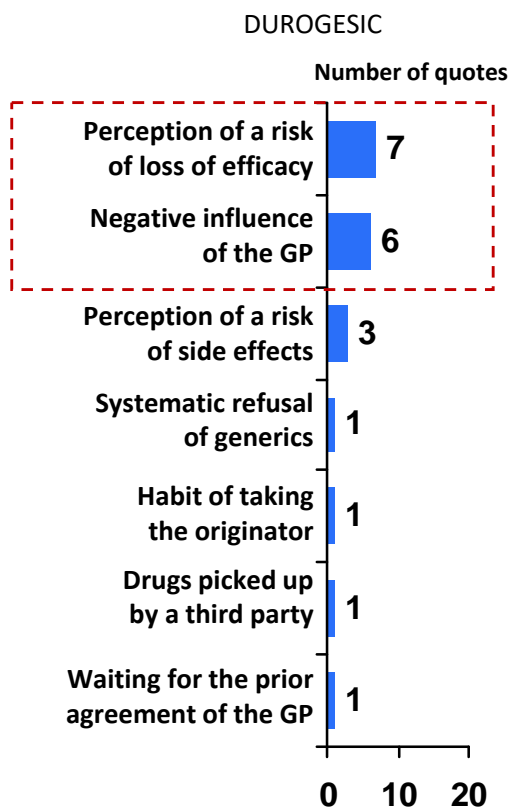 DUROGESIC
Number of quotes
Perception of a risk
of loss of efficacy
7
Negative influence
of the GP
6
Perception of a risk
of side effects
3
Systematic refusal
of generics
1
Habit of taking
the originator
1
Drugs picked up
by a third party
1
Waiting for the prior
agreement of the GP
1
0 10 20